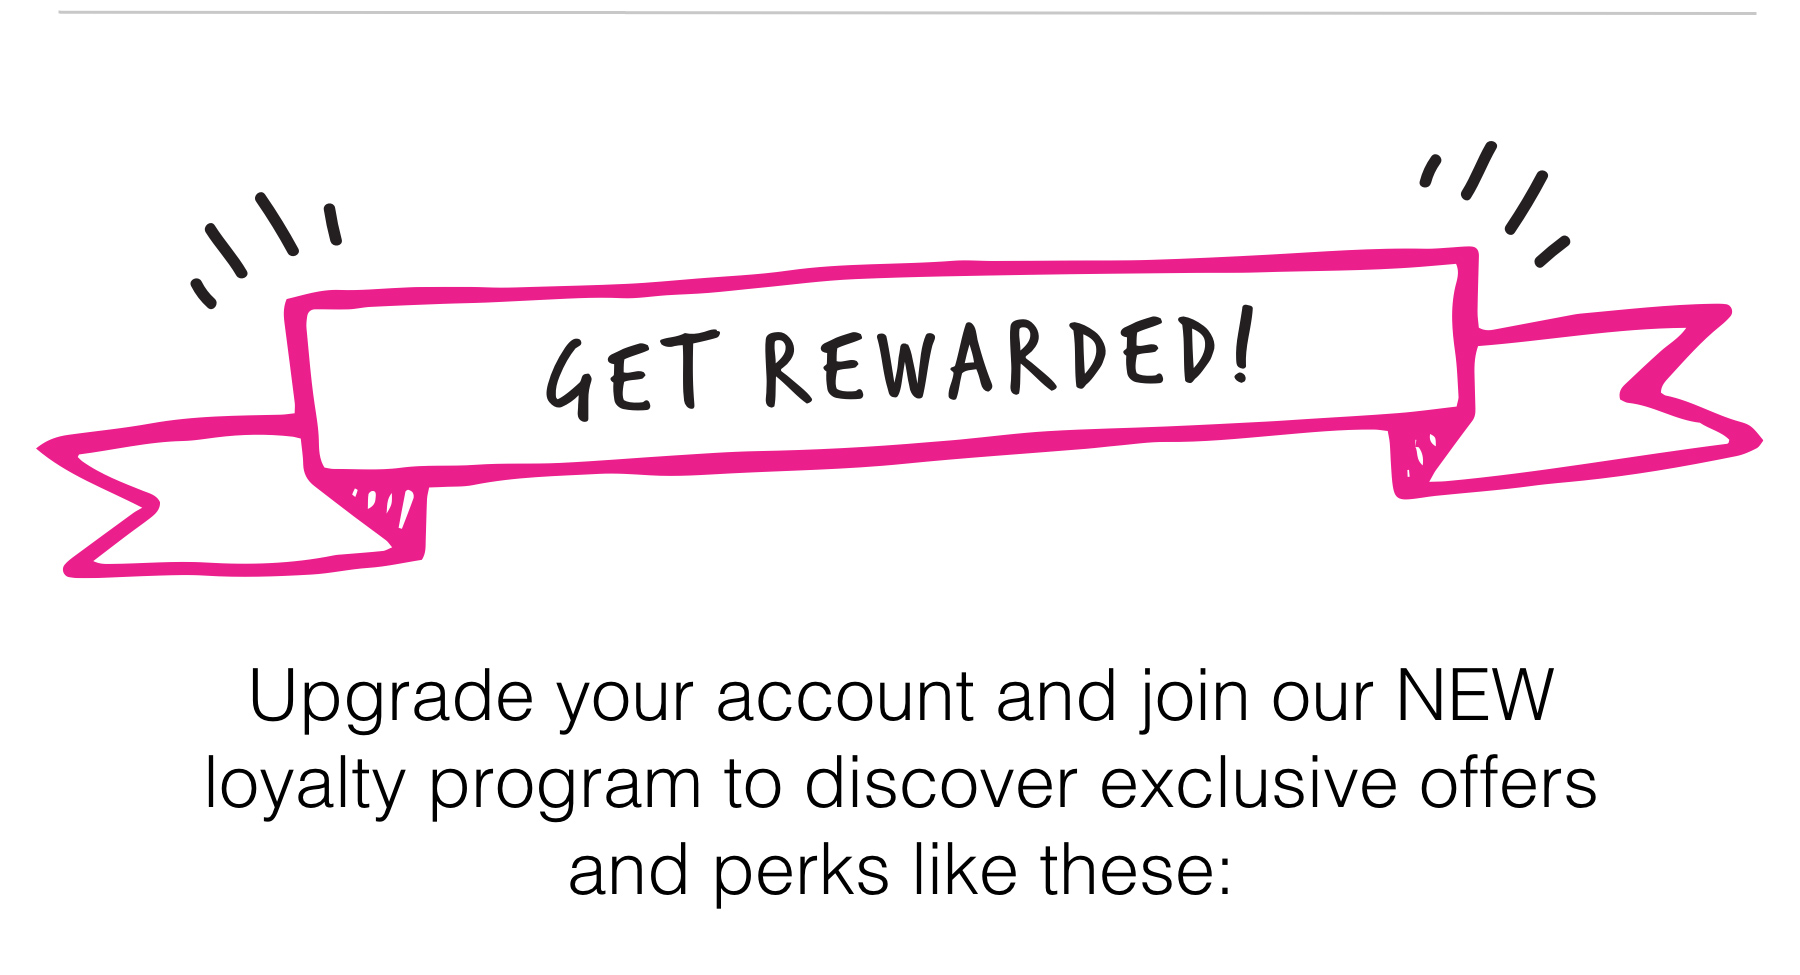 GET REWARDED!
Upgrade your account and join our NEW
loyalty program to discover exclusive offers
and perks like these: